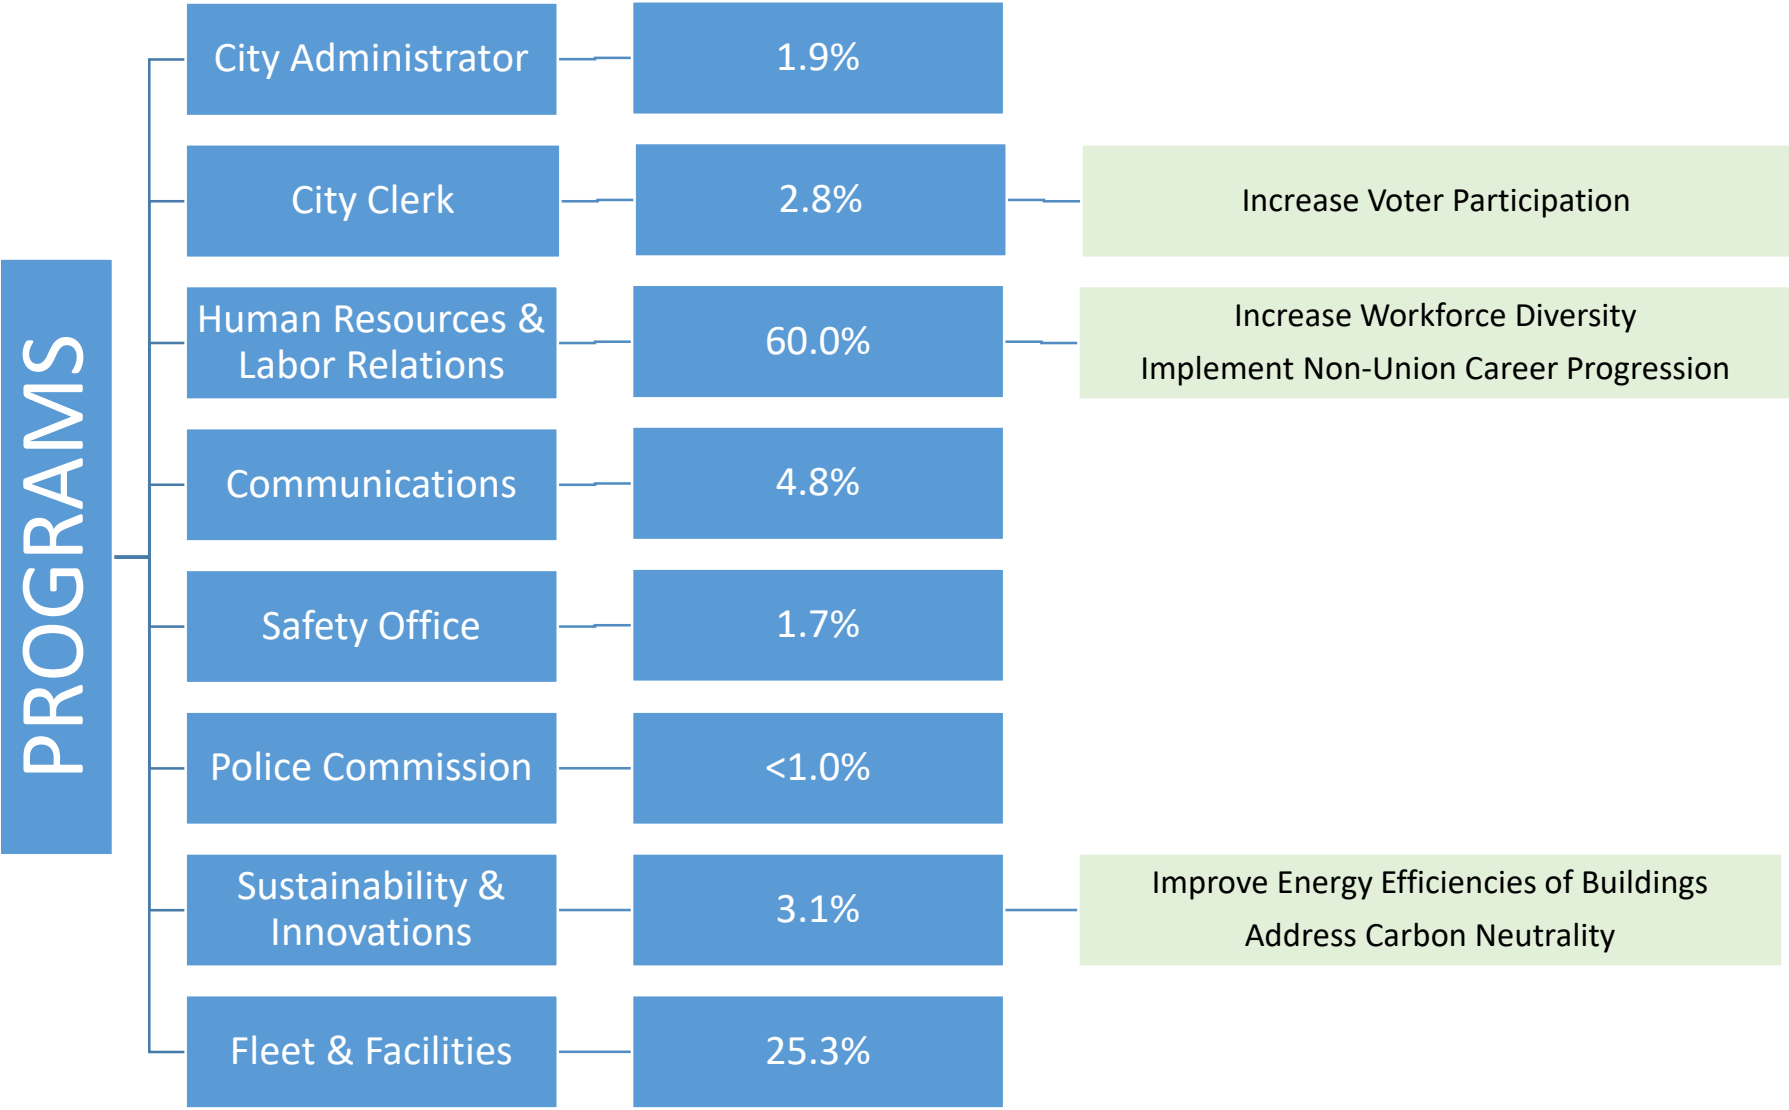 PROGRAMS
City Administrator
1.9%
City Clerk
2.8%
Increase Voter Participation
Human Resources &
Labor Relations
60.0%
Increase Workforce Diversity
Implement Non-Union Career Progression
Communications
4.8%
Safety Office
1.7%
Police Commission
<1.0%
Sustainability &
Innovations
3.1%
Improve Energy Efficiencies of Buildings
Address Carbon Neutrality
Fleet & Facilities
25.3%